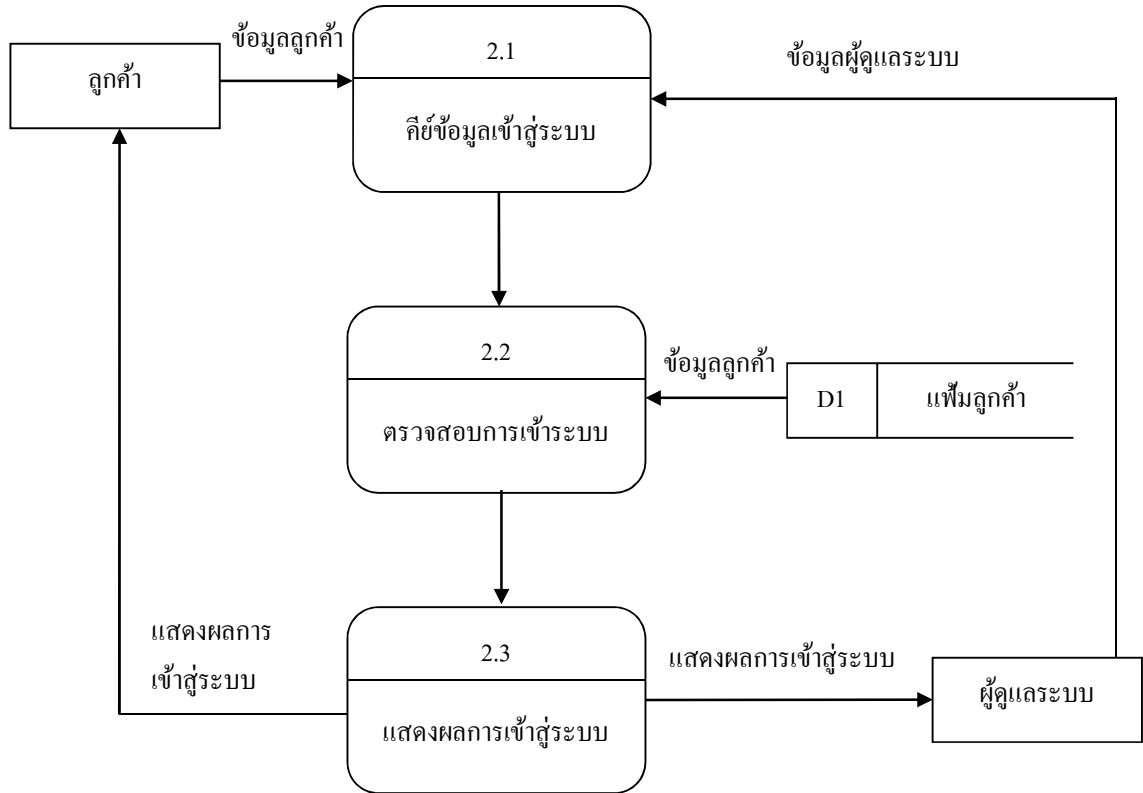 ข้อมูลลูกค้า
ลูกค้า
2.1
คีย์ข้อมูลเข้าสู่ระบบ
ข้อมูลผู้ดูแลระบบ
2.2
ตรวจสอบการเข้าระบบ
ข้อมูลลูกค้า
D1
แฟ้มลูกค้า
แสดงผลการ
เข้าสู่ระบบ
2.3
แสดงผลการเข้าสู่ระบบ
แสดงผลการเข้าสู่ระบบ
ผู้ดูแลระบบ